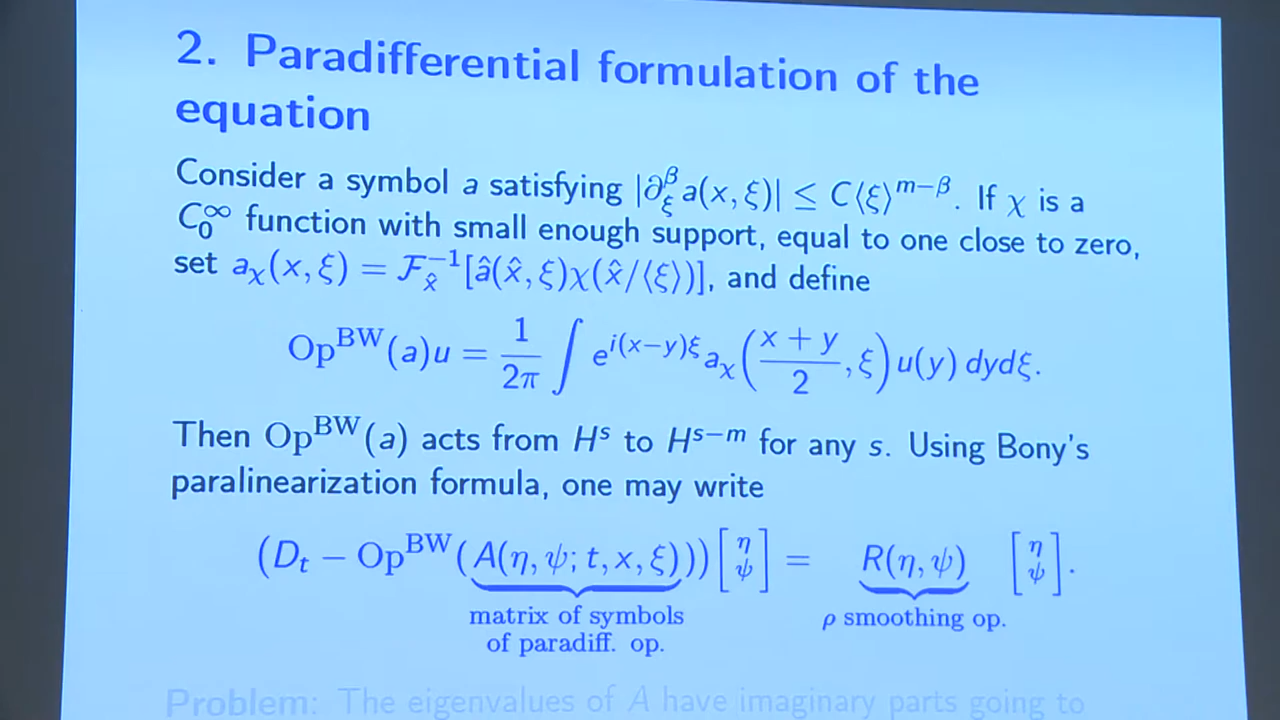 2. Paradifferential formulation of the
equation
Consider a symbol a satisfying |∂_ξ^β a(x, ξ)| ≤ C⟨ξ⟩^{m−β}. If χ is a
C_0^∞ function with small enough support, equal to one close to zero,
set a_χ(x, ξ) = F_{x̂}^{−1}[â(x̂, ξ)χ(x̂/⟨ξ⟩)], and define
Op^{BW}(a)u = \frac{1}{2π} ∫ e^{i(x−y)ξ} a_χ(\frac{x + y}{2}, ξ) u(y) dydξ.
Then Op^{BW}(a) acts from H^s to H^{s−m} for any s. Using Bony's
paralinearization formula, one may write
(D_t − Op^{BW}(A(η, ψ; t, x, ξ))) [η ψ] = R(η, ψ) [η ψ].
matrix of symbols
of paradiff. op.
ρ smoothing op.
Problem: The eigenvalues of A have imaginary parts going to